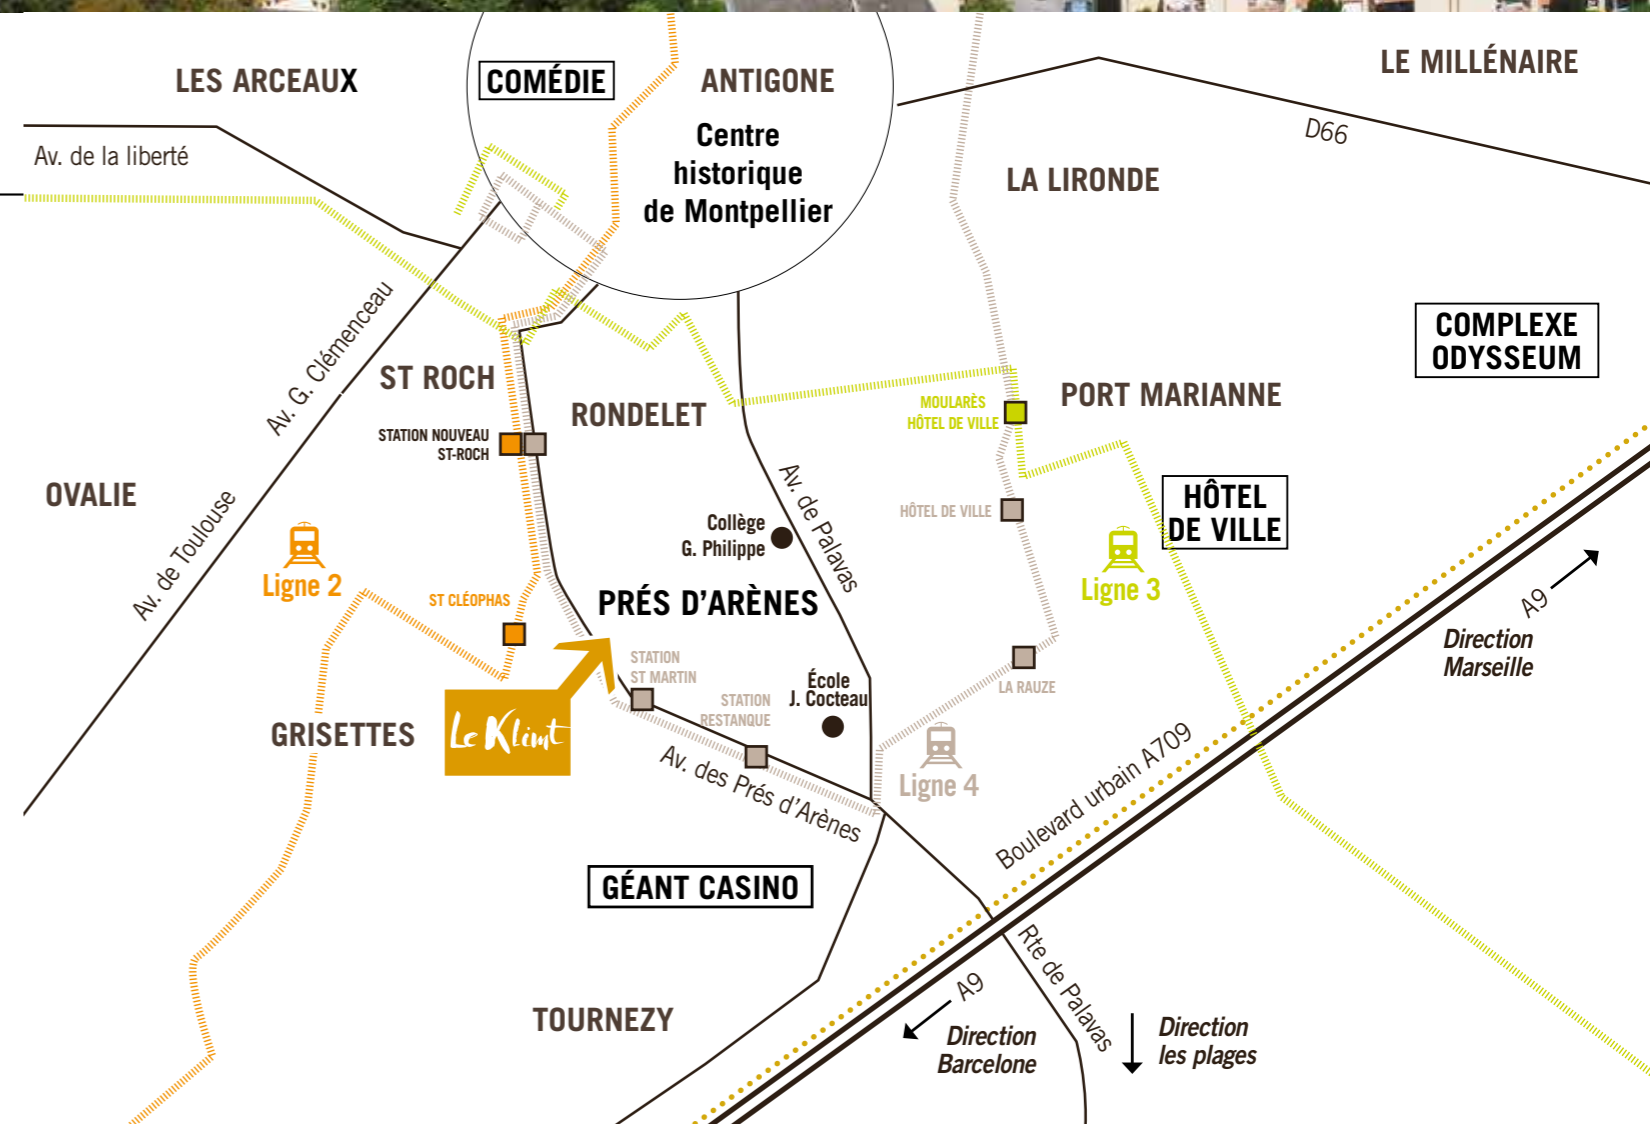 LES ARCEAUX
COMÉDIE
ANTIGONE
LE MILLÉNAIRE
Centre
historique
de Montpellier
D66
Av. de la liberté
LA LIRONDE
Av. G. Clémenceau
COMPLEXE
ODYSSEUM
ST ROCH
RONDELET
MOULARÈS
HÔTEL DE VILLE
PORT MARIANNE
STATION NOUVEAU
ST-ROCH
OVALIE
Av. de Toulouse
Av. de Palavas
HÔTEL DE VILLE
HÔTEL
DE VILLE
Collège
G. Philippe
Ligne 2
ST CLÉOPHAS
PRÉS D'ARÈNES
Ligne 3
A9
Direction
Marseille
STATION
ST MARTIN
STATION
RESTANQUE
École
J. Cocteau
LA RAUZE
GRISETTES
Le Klimt
Av. des Prés d'Arènes
Ligne 4
Boulevard urbain A709
GÉANT CASINO
TOURNEZY
A9
Direction
Barcelone
Rte de Palavas
Direction
les plages